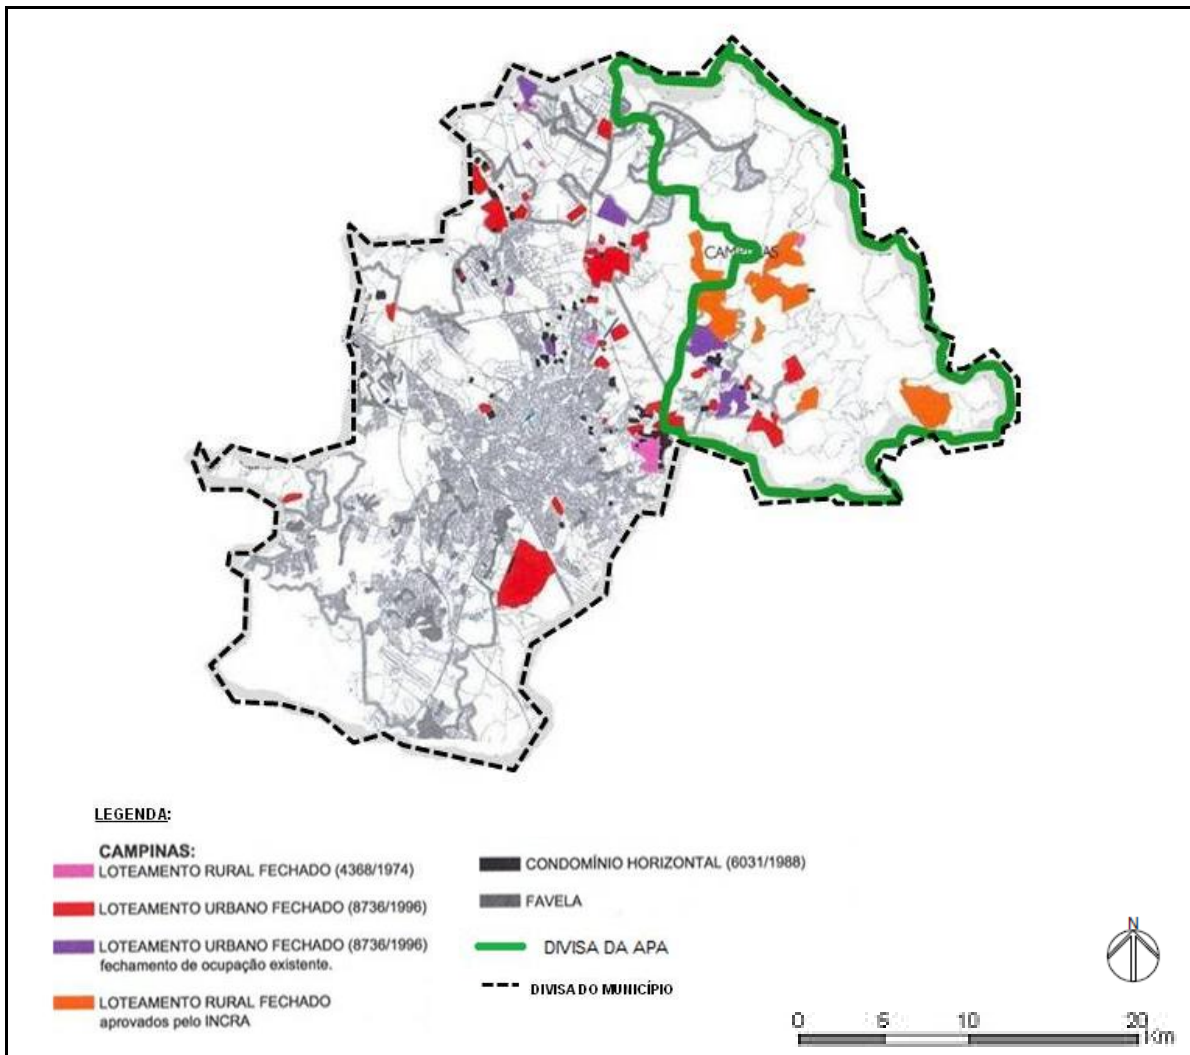 CAMPINAS
LEGENDA:
CAMPINAS:
LOTEAMENTO RURAL FECHADO (4368/1974)
LOTEAMENTO URBANO FECHADO (8736/1996)
LOTEAMENTO URBANO FECHADO (8736/1996)
fechamento de ocupação existente.
LOTEAMENTO RURAL FECHADO
aprovados pelo INCRA
CONDOMÍNIO HORIZONTAL (6031/1988)
FAVELA
DIVISA DA APA
DIVISA DO MUNICÍPIO
N
0 5 10 20
Km